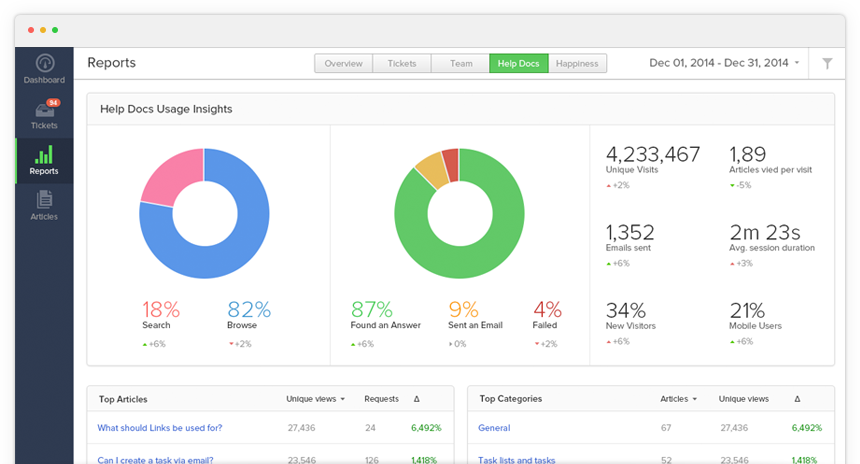 Reports
Overview Tickets Team Help Docs Happiness
Dec 01, 2014 - Dec 31, 2014
Dashboard
94
Tickets
Reports
Articles
Help Docs Usage Insights
18% 82%
Search Browse
+6% +2%
87% 9% 4%
Found an Answer Sent an Email Failed
+6% 0% +2%
4,233,467 1,89
Unique Visits Articles vied per visit
+2% -5%
1,352 2m 23s
Emails sent Avg. session duration
+6% +3%
34% 21%
New Visitors Mobile Users
+6% +6%
Top Articles Unique views Requests Δ
What should Links be used for? 27,436 24 6,492%
Can I create a task via email? 23,546 126 1,418%
Top Categories Articles Unique views Δ
General 67 27,436 6,492%
Task lists and tasks 52 23,546 1,418%